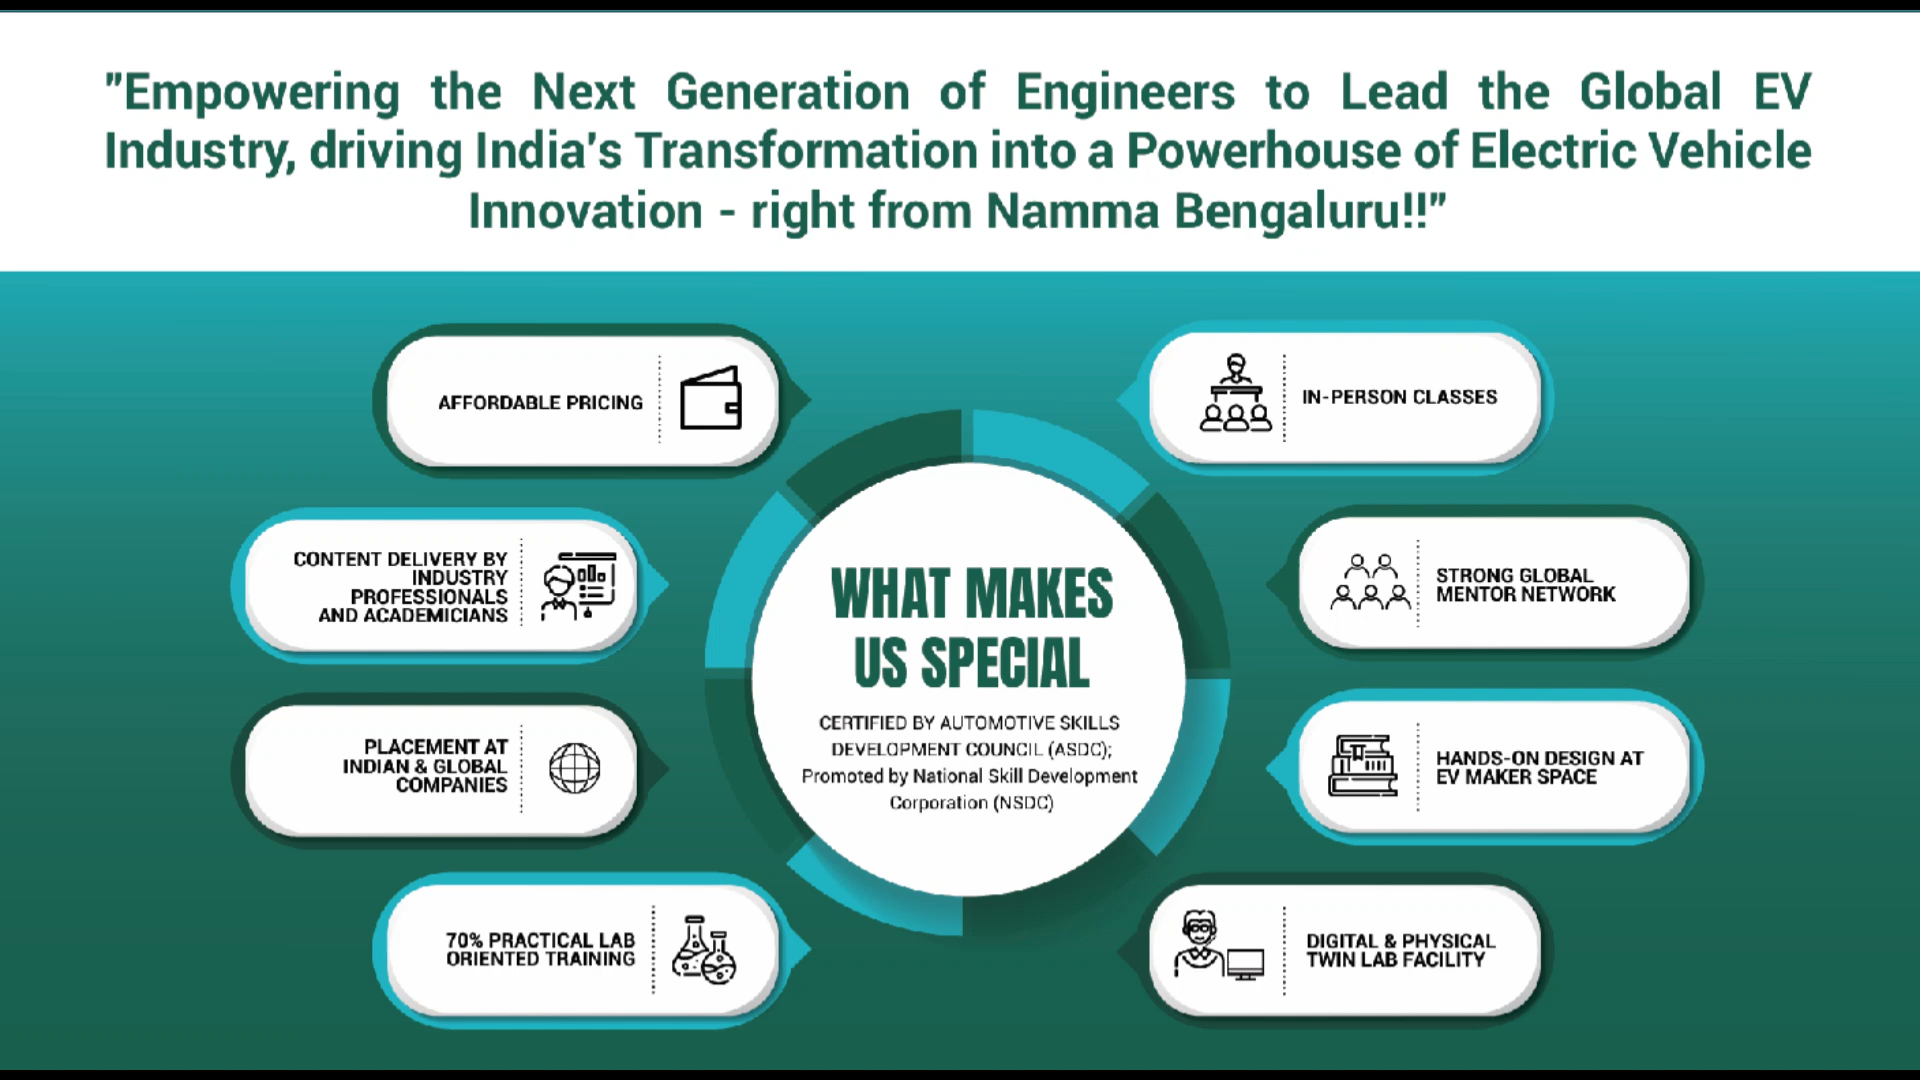 "Empowering the Next Generation of Engineers to Lead the Global EV
Industry, driving India's Transformation into a Powerhouse of Electric Vehicle
Innovation - right from Namma Bengaluru!!"
AFFORDABLE PRICING
CONTENT DELIVERY BY
INDUSTRY
PROFESSIONALS
AND ACADEMICIANS
PLACEMENT AT
INDIAN & GLOBAL
COMPANIES
70% PRACTICAL LAB
ORIENTED TRAINING
WHAT MAKES
US SPECIAL
CERTIFIED BY AUTOMOTIVE SKILLS
DEVELOPMENT COUNCIL (ASDC);
Promoted by National Skill Development
Corporation (NSDC)
IN-PERSON CLASSES
STRONG GLOBAL
MENTOR NETWORK
HANDS-ON DESIGN AT
EV MAKER SPACE
DIGITAL & PHYSICAL
TWIN LAB FACILITY